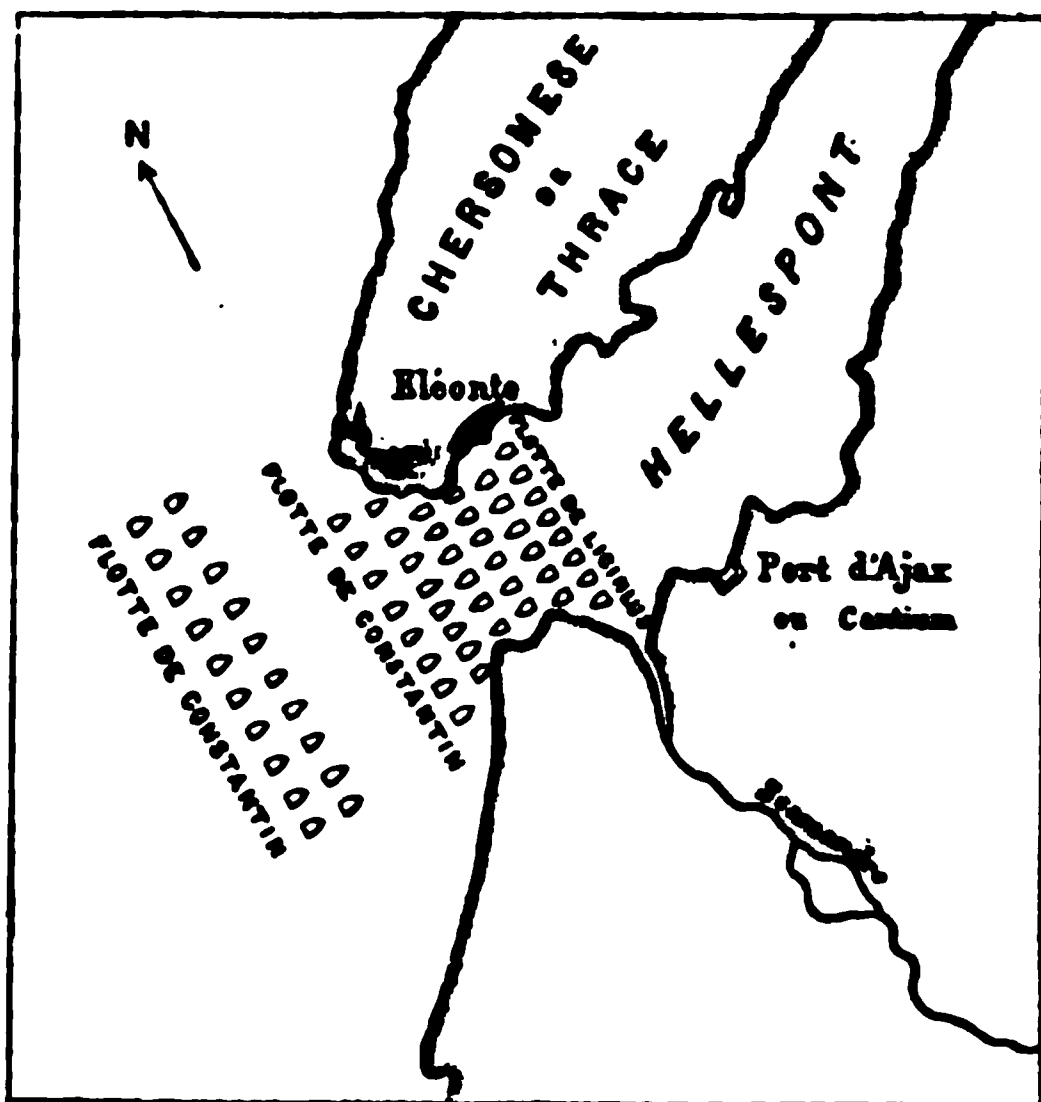 N
CHERSONESE
DE
THRACE
HELLESPONT
Eléonte
FLOTTE DE LICINIUS
FLOTTE DE CONSTANTIN
FLOTTE DE CONSTANTIN
Port d'Ajax
ou